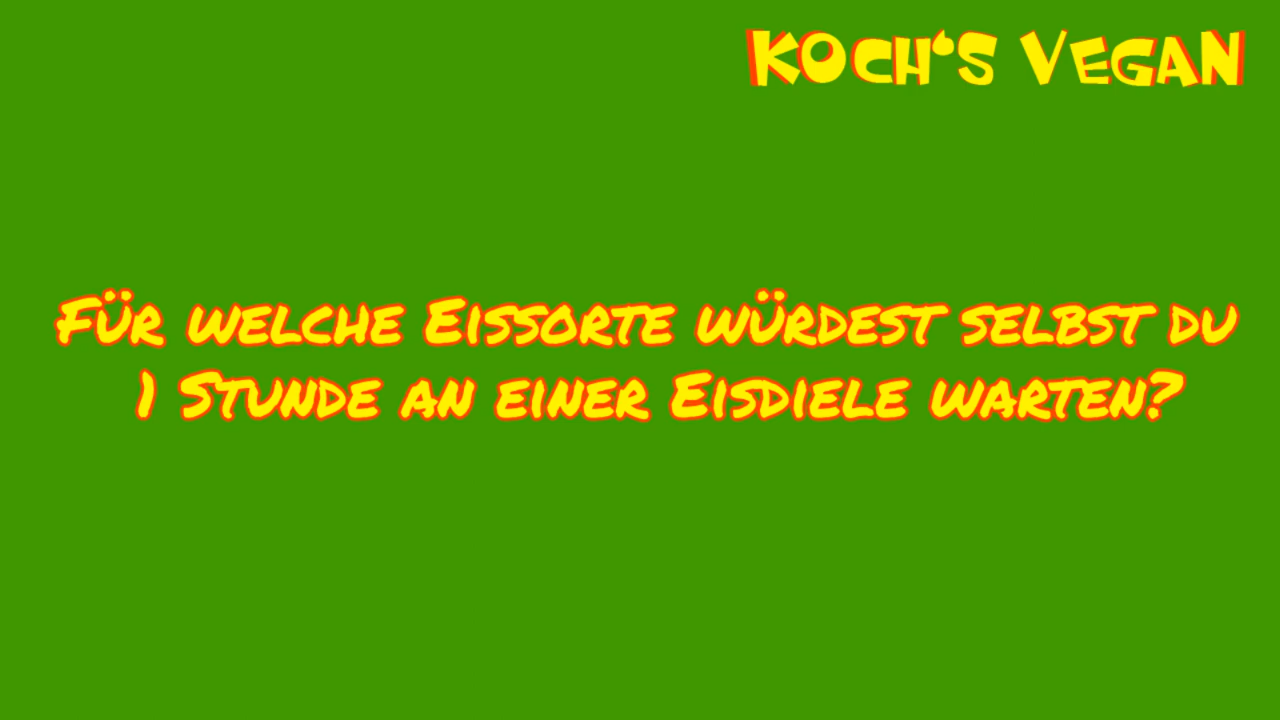 KOCH‘S VEGAN
Für welche Eissorte würdest selbst du
1 Stunde an einer Eisdiele warten?